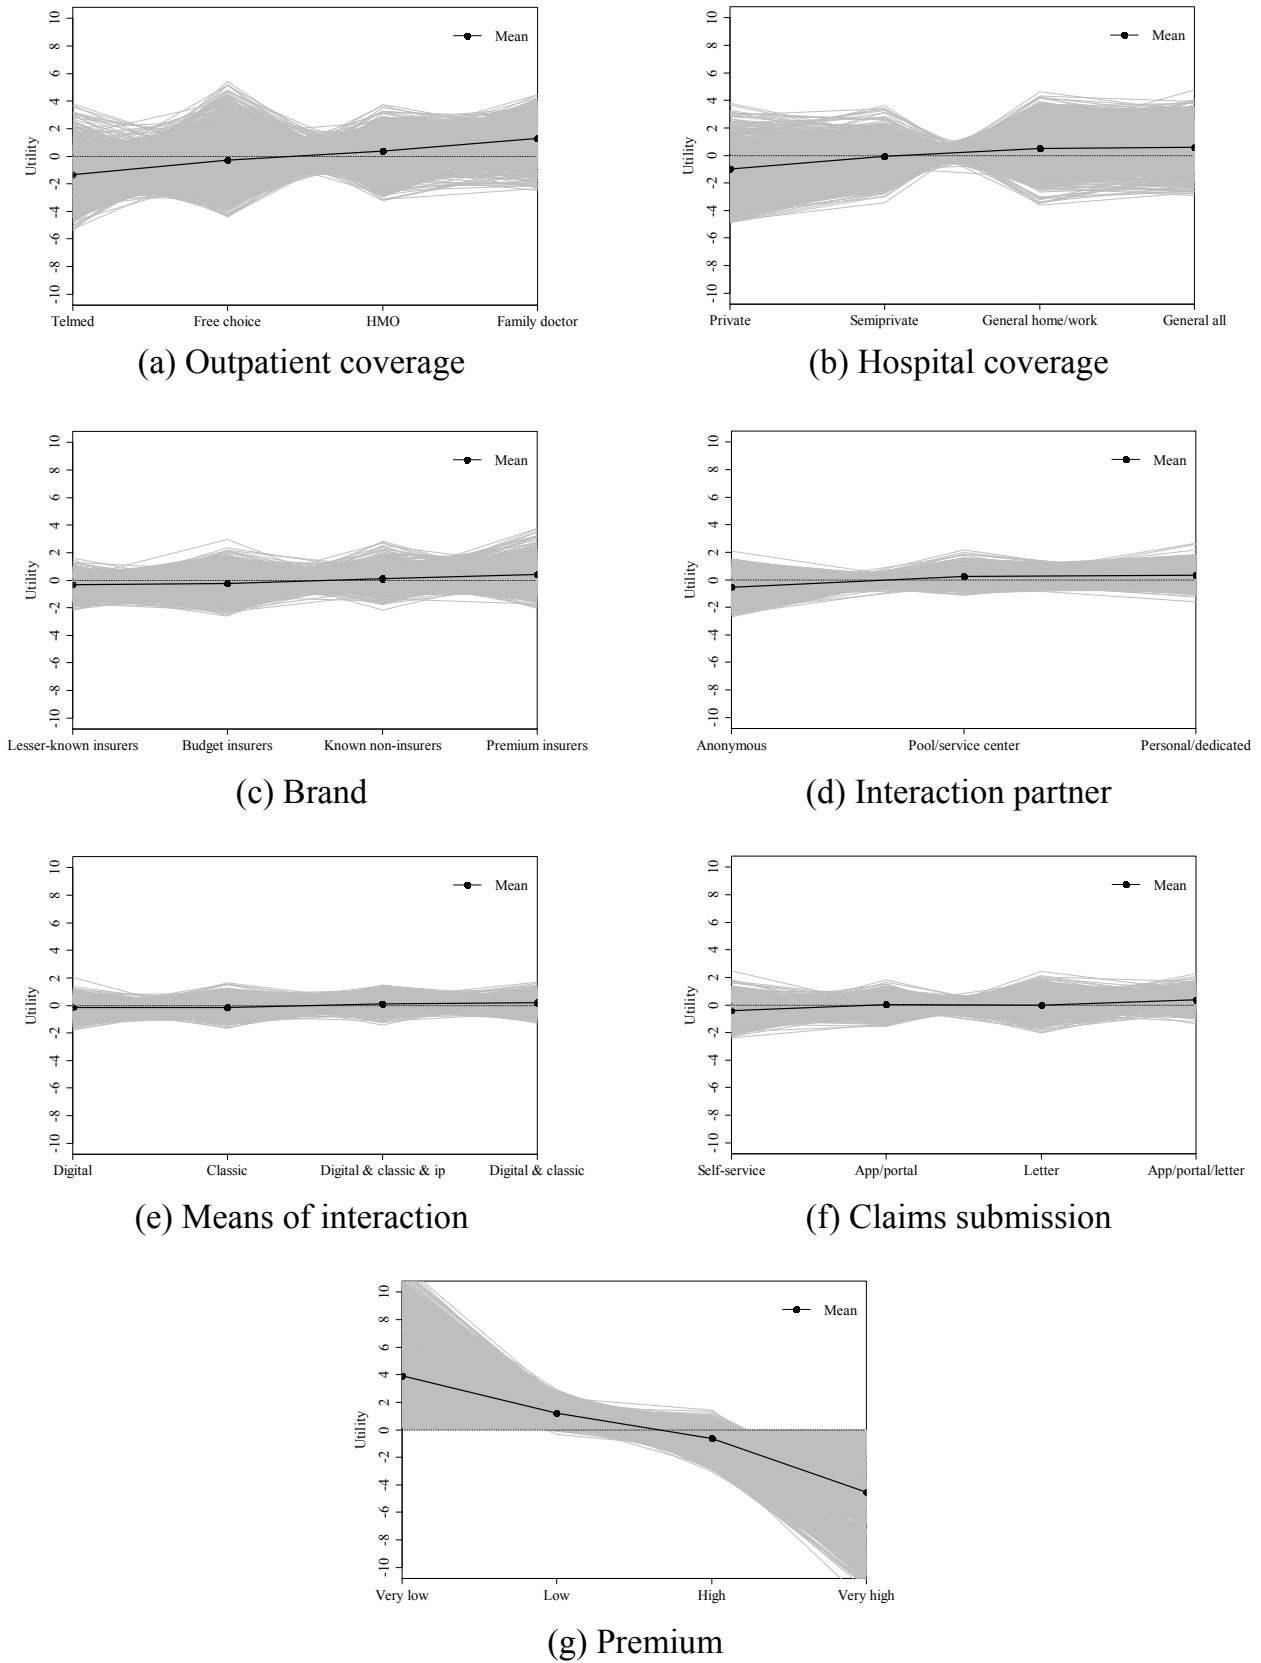 10
8
6
4
2
0
-2
-4
-6
-8
-10
Utility
Mean
Telmed Free choice HMO Family doctor
(a) Outpatient coverage
10
8
6
4
2
0
-2
-4
-6
-8
-10
Utility
Mean
Private Semiprivate General home/work General all
(b) Hospital coverage
10
8
6
4
2
0
-2
-4
-6
-8
-10
Utility
Mean
Lesser-known insurers Budget insurers Known non-insurers Premium insurers
(c) Brand
10
8
6
4
2
0
-2
-4
-6
-8
-10
Utility
Mean
Anonymous Pool/service center Personal/dedicated
(d) Interaction partner
10
8
6
4
2
0
-2
-4
-6
-8
-10
Utility
Mean
Digital Classic Digital & classic & ip Digital & classic
(e) Means of interaction
10
8
6
4
2
0
-2
-4
-6
-8
-10
Utility
Mean
Self-service App/portal Letter App/portal/letter
(f) Claims submission
10
8
6
4
2
0
-2
-4
-6
-8
-10
Utility
Mean
Very low Low High Very high
(g) Premium